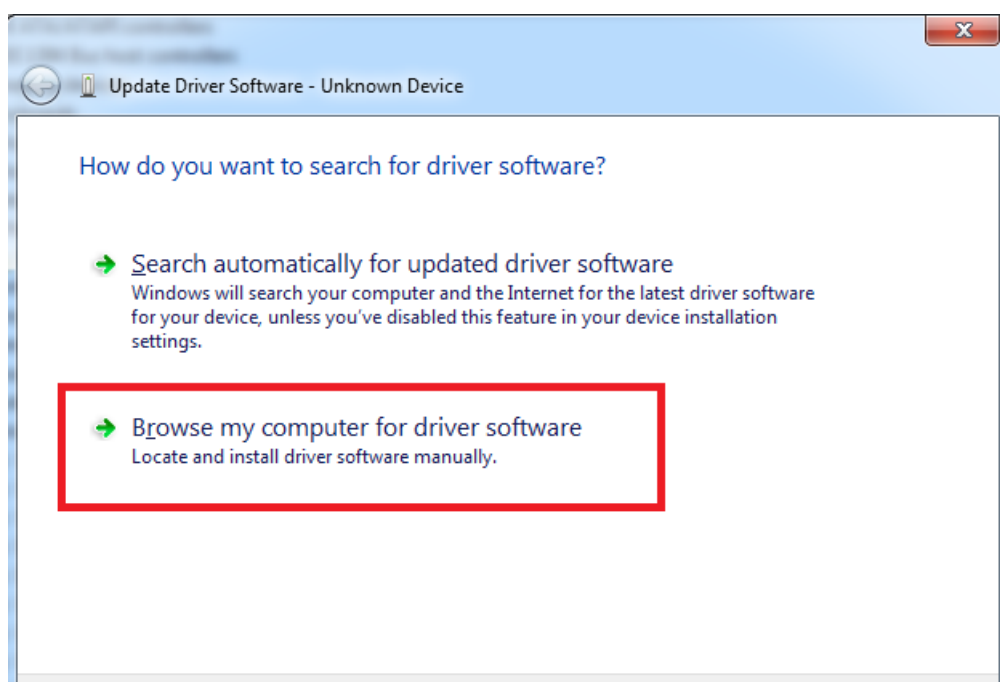 Update Driver Software - Unknown Device
How do you want to search for driver software?
Search automatically for updated driver software
Windows will search your computer and the Internet for the latest driver software
for your device, unless you've disabled this feature in your device installation
settings.
Browse my computer for driver software
Locate and install driver software manually.